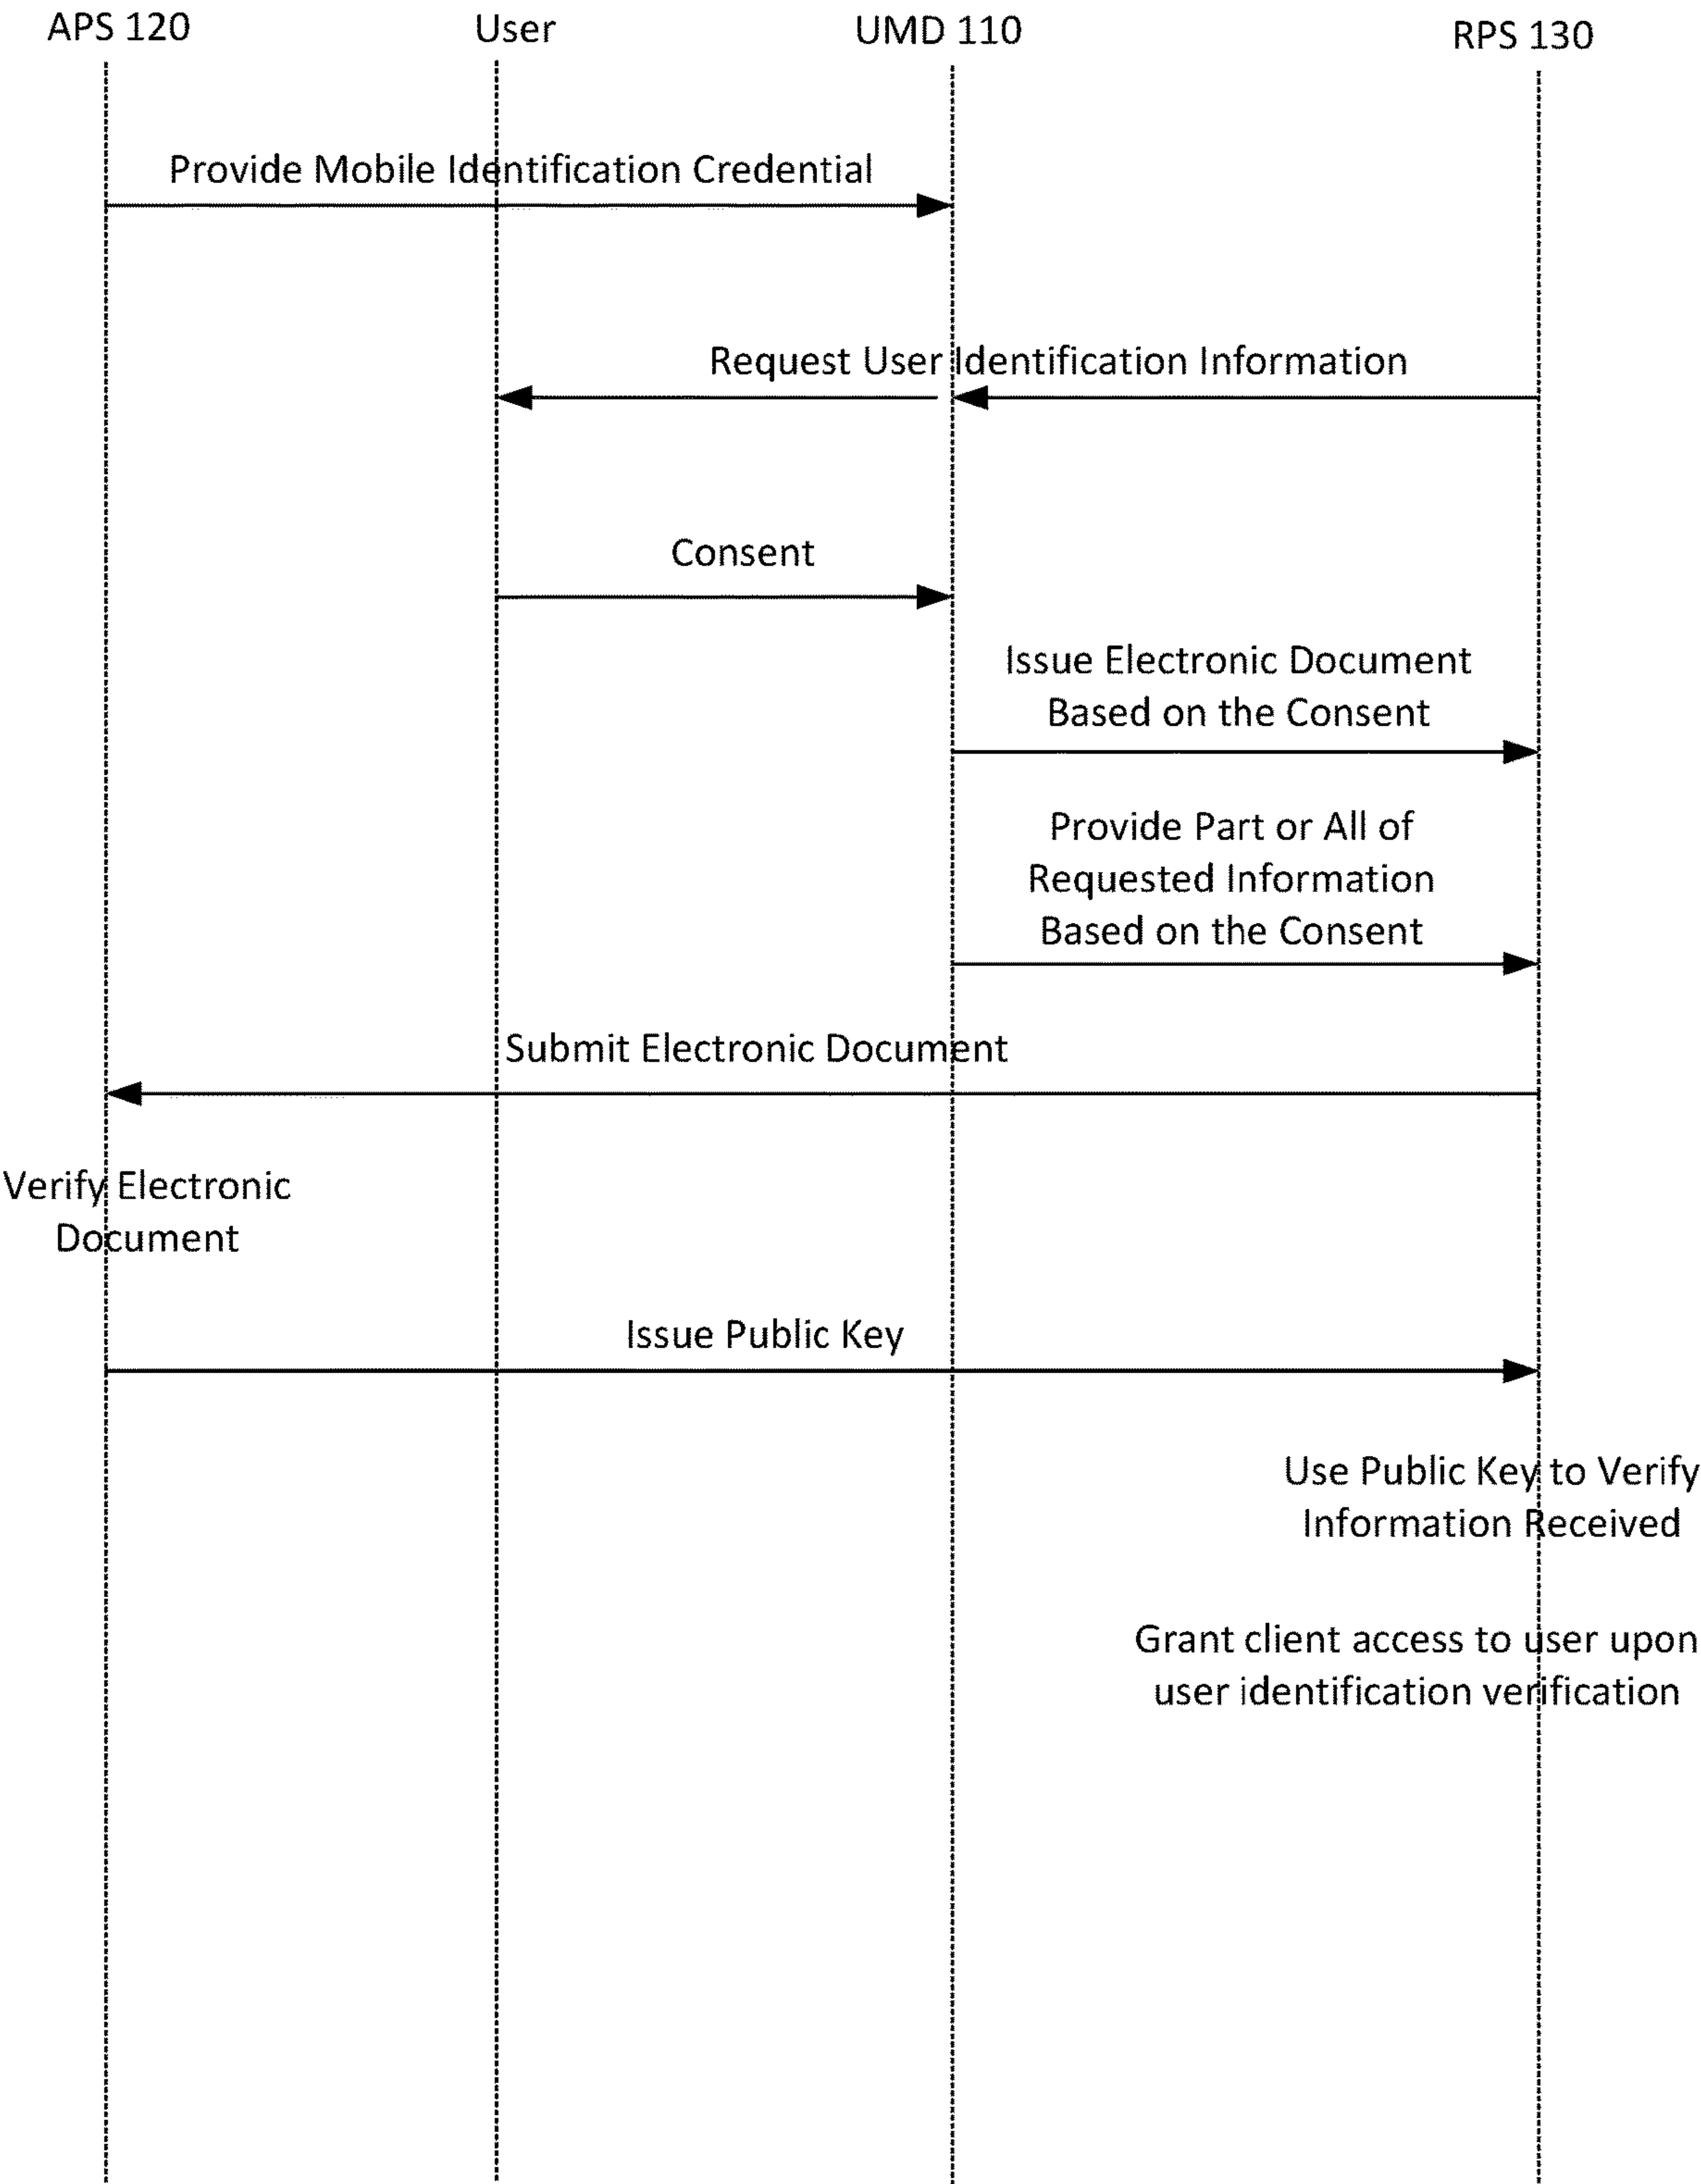 APS 120
User
UMD 110
RPS 130
Provide Mobile Identification Credential
Request User Identification Information
Consent
Issue Electronic Document
Based on the Consent
Provide Part or All of
Requested Information
Based on the Consent
Submit Electronic Document
Verify Electronic
Document
Issue Public Key
Use Public Key to Verify
Information Received
Grant client access to user upon
user identification verification